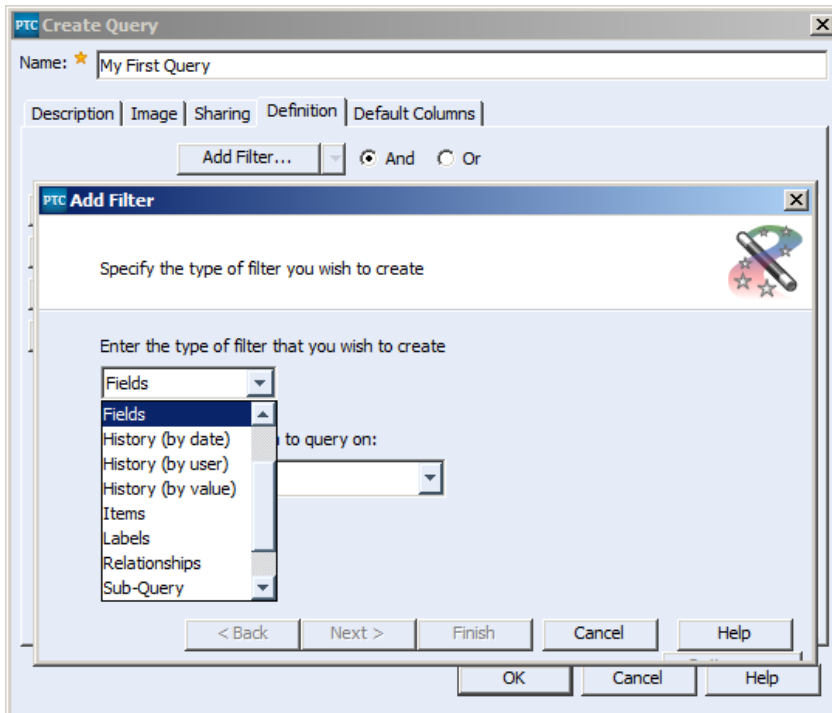 PTC Create Query
Name: My First Query
Description Image Sharing Definition Default Columns
Add Filter... And Or
PTC Add Filter
Specify the type of filter you wish to create
Enter the type of filter that you wish to create
Fields
Fields
History (by date)
to query on:
History (by user)
History (by value)
Items
Labels
Relationships
Sub-Query
< Back Next > Finish Cancel Help
OK Cancel Help